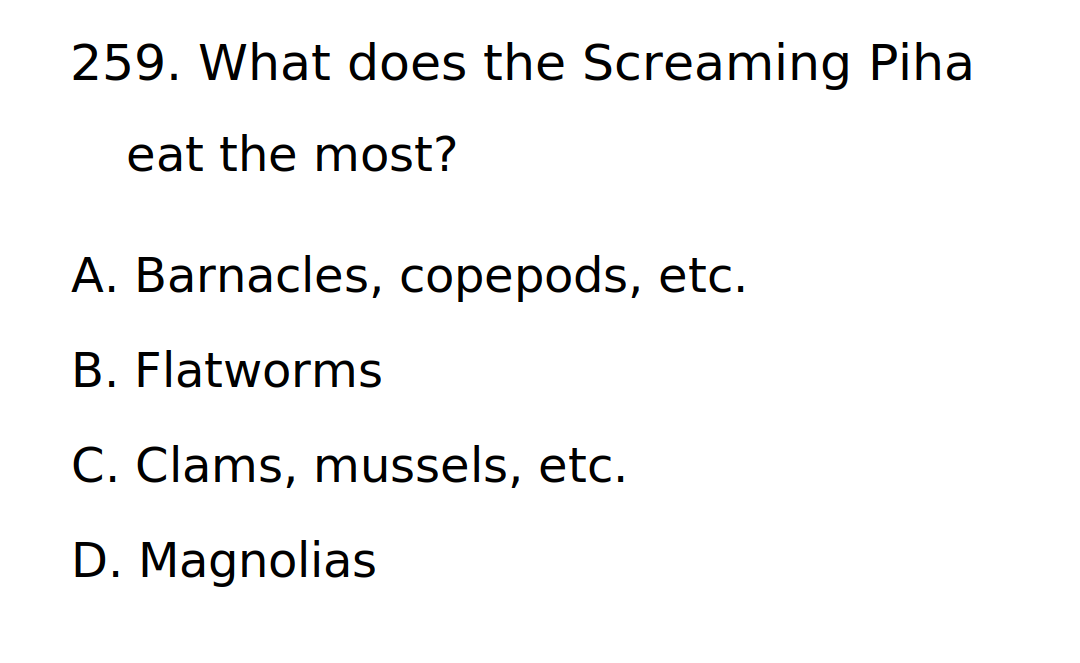 259. What does the Screaming Piha
eat the most?
A. Barnacles, copepods, etc.
B. Flatworms
C. Clams, mussels, etc.
D. Magnolias